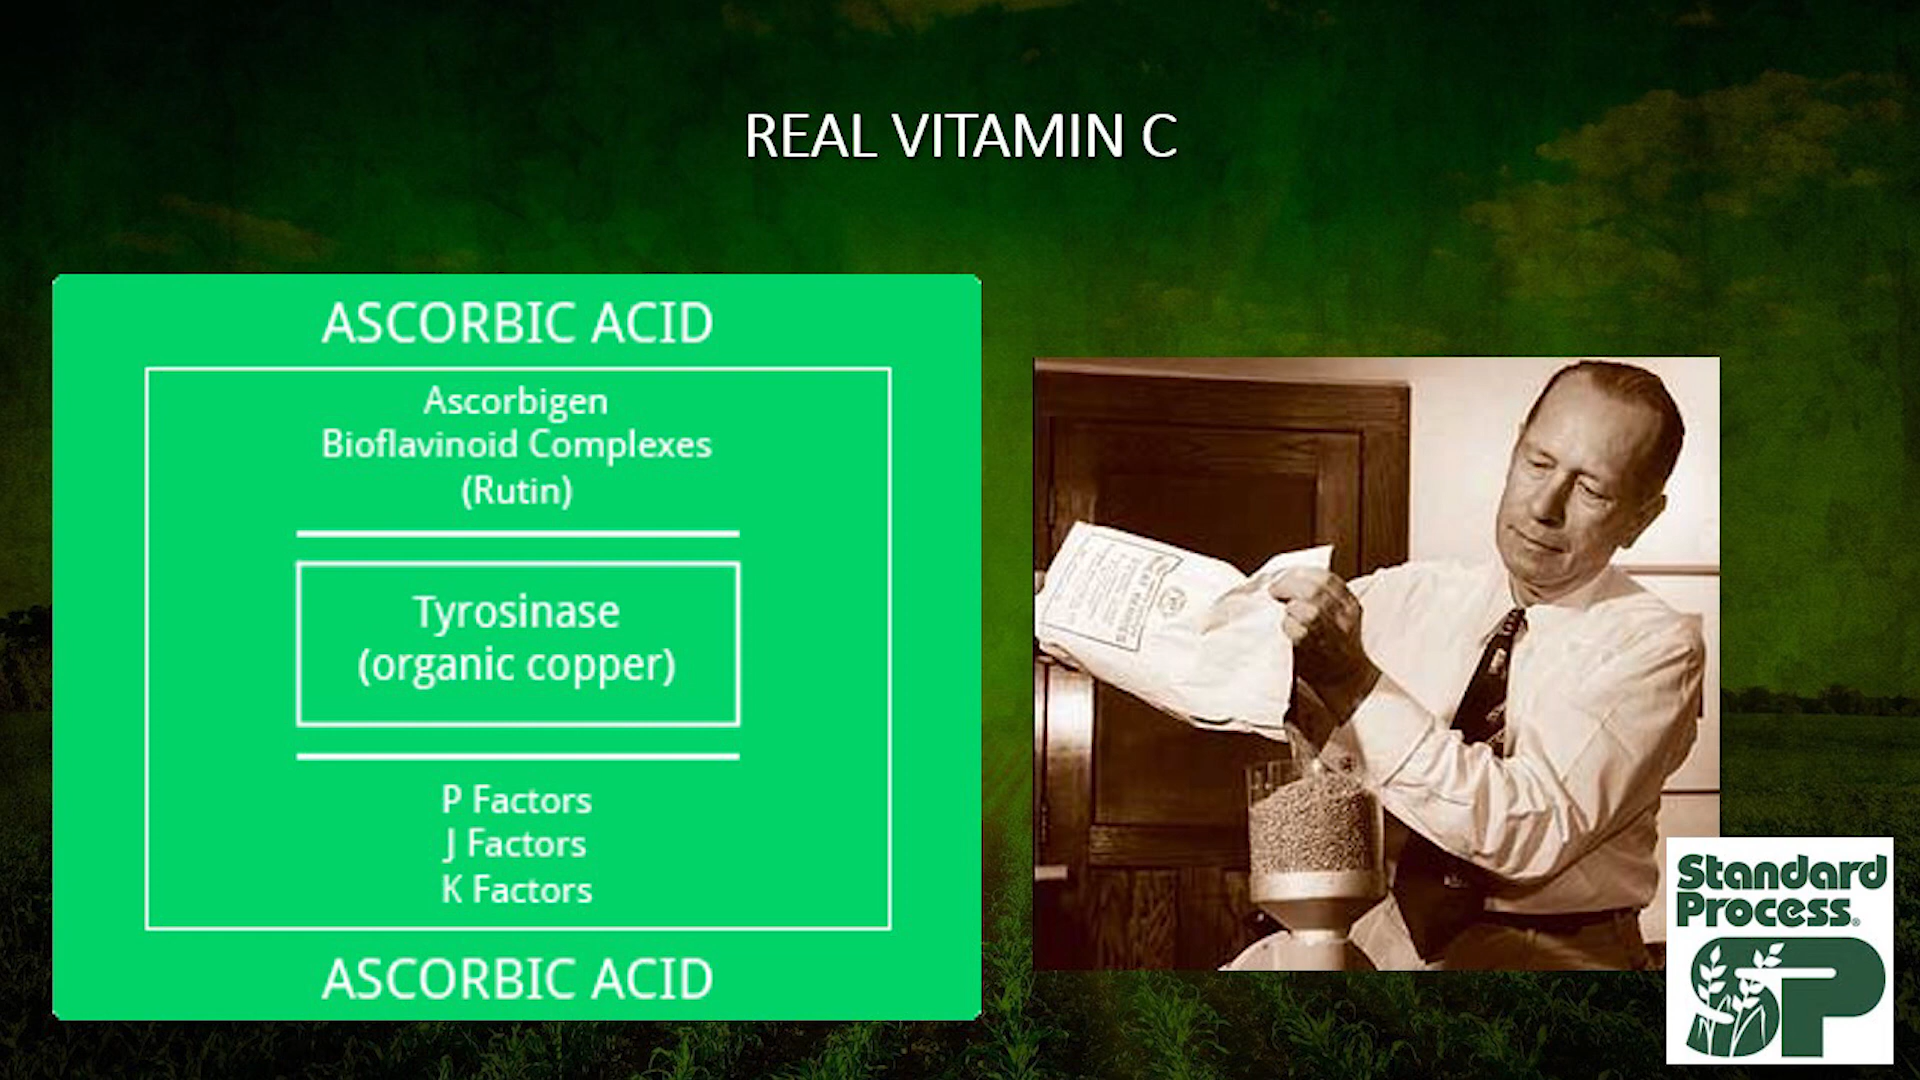 REAL VITAMIN C
ASCORBIC ACID
Ascorbigen
Bioflavinoid Complexes
(Rutin)
Tyrosinase
(organic copper)
P Factors
J Factors
K Factors
ASCORBIC ACID
Standard
Process®